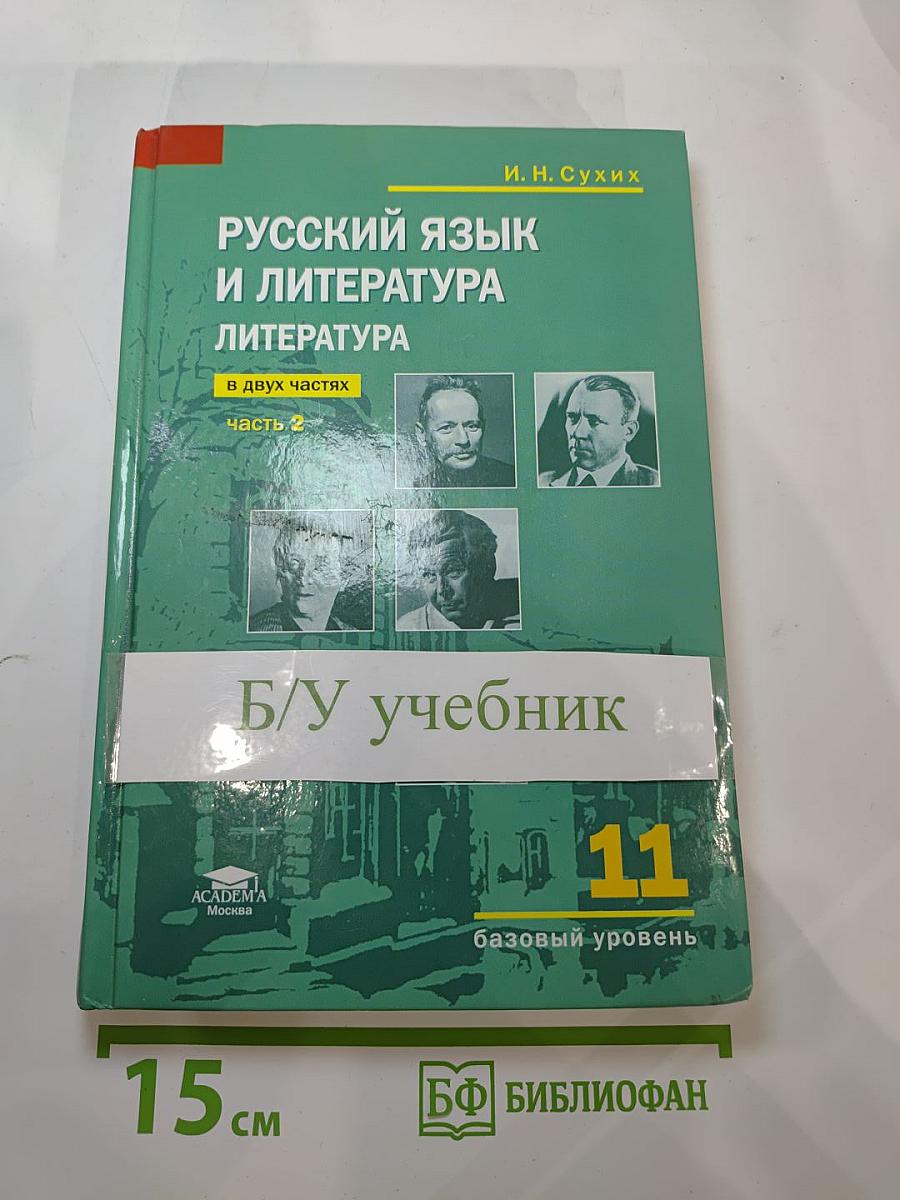 И. Н. Сухих
РУССКИЙ ЯЗЫК
И ЛИТЕРАТУРА
ЛИТЕРАТУРА
в двух частях
часть 2
Б/У учебник
11
базовый уровень
ACADEMA
Москва
15 см
БФ БИБЛИОФАН